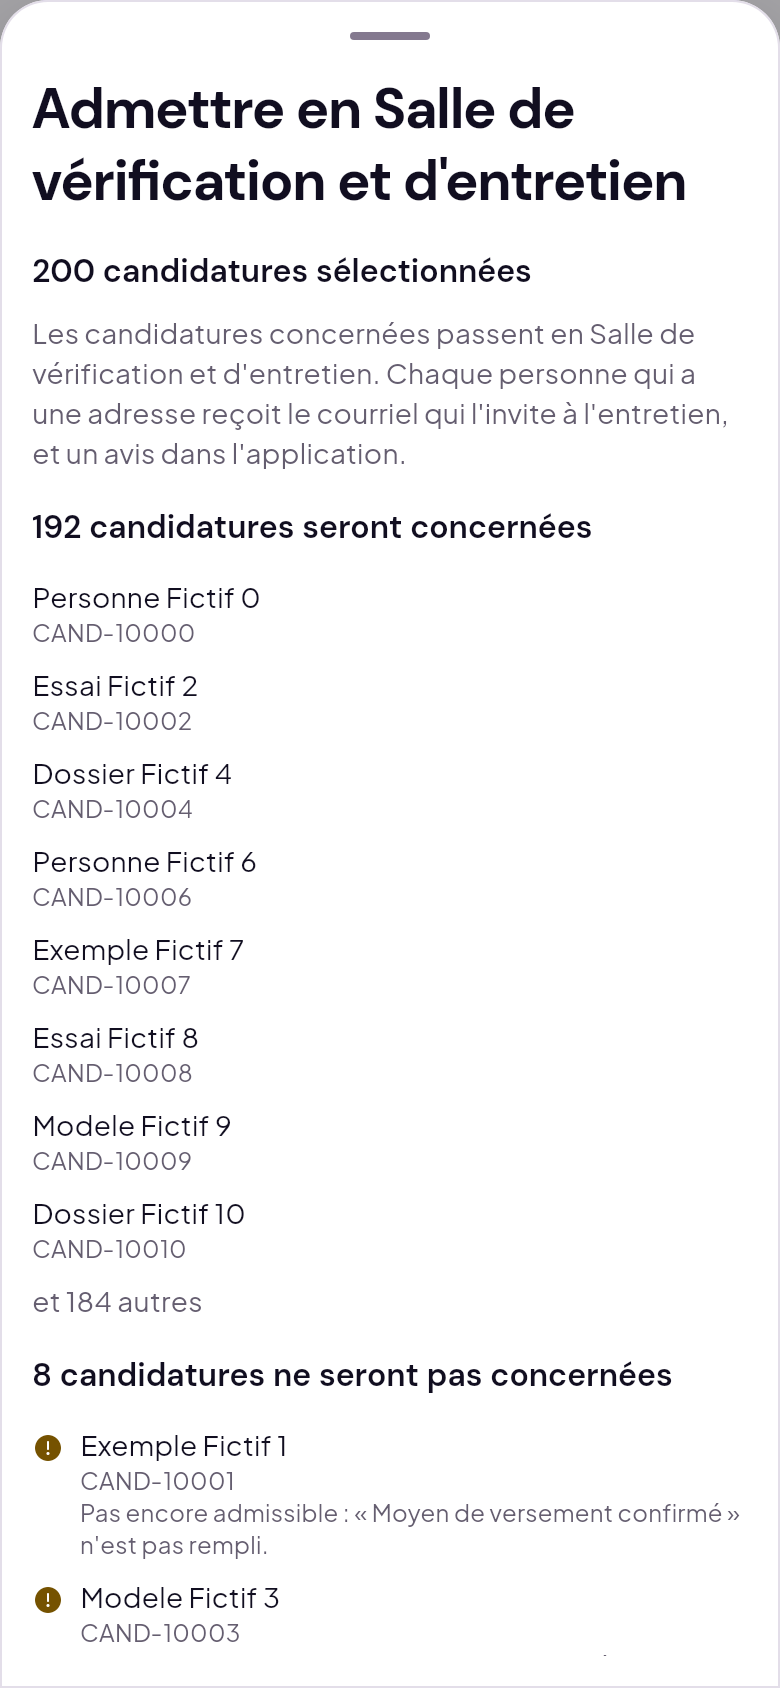 Admettre en Salle de
vérification et d'entretien
200 candidatures sélectionnées
Les candidatures concernées passent en Salle de
vérification et d'entretien. Chaque personne qui a
une adresse reçoit le courriel qui l'invite à l'entretien,
et un avis dans l'application.
192 candidatures seront concernées
Personne Fictif 0
CAND-10000
Essai Fictif 2
CAND-10002
Dossier Fictif 4
CAND-10004
Personne Fictif 6
CAND-10006
Exemple Fictif 7
CAND-10007
Essai Fictif 8
CAND-10008
Modele Fictif 9
CAND-10009
Dossier Fictif 10
CAND-10010
et 184 autres
8 candidatures ne seront pas concernées
Exemple Fictif 1
CAND-10001
Pas encore admissible : « Moyen de versement confirmé »
n'est pas rempli.
Modele Fictif 3
CAND-10003